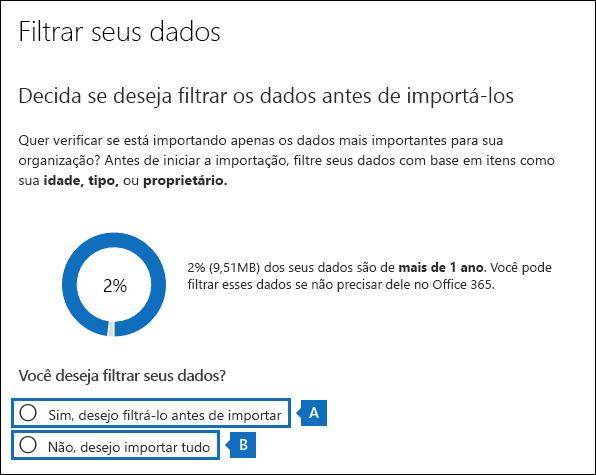 Filtrar seus dados
Decida se deseja filtrar os dados antes de importá-los
Quer verificar se está importando apenas os dados mais importantes para sua
organização? Antes de iniciar a importação, filtre seus dados com base em itens como
sua idade, tipo, ou proprietário.
2%
2% (9,51MB) dos seus dados são de mais de 1 ano. Você pode
filtrar esses dados se não precisar dele no Office 365.
Você deseja filtrar seus dados?
Sim, desejo filtrá-lo antes de importar A
Não, desejo importar tudo B